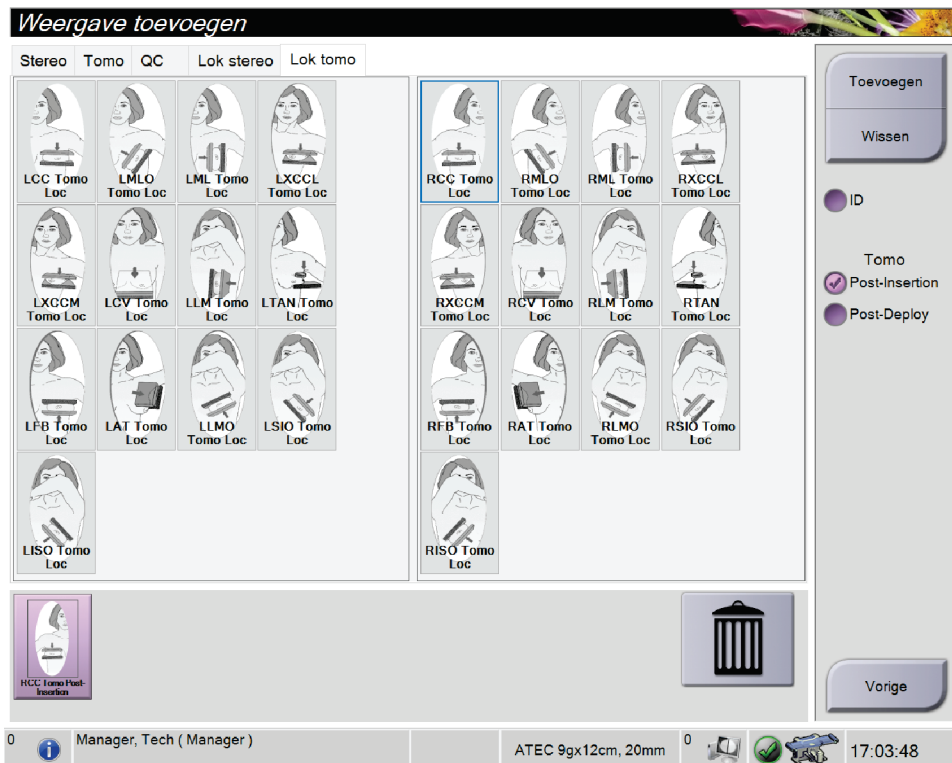 Weergave toevoegen
Stereo
Tomo
QC
Lok stereo
Lok tomo
LCC Tomo
Loc
LMLO
Tomo Loc
LML Tomo
Loc
LXCCL
Tomo Loc
RCC Tomo
Loc
RMLO
Tomo Loc
RML Tomo
Loc
RXCCL
Tomo Loc
LXCCM
Tomo Loc
LCV Tomo
Loc
LLM Tomo
Loc
LTAN Tomo
Loc
RXCCM
Tomo Loc
RCV Tomo
Loc
RLM Tomo
Loc
RTAN
Tomo Loc
LFB Tomo
Loc
LAT Tomo
Loc
LLMO
Tomo Loc
LSIO Tomo
Loc
RFB Tomo
Loc
RAT Tomo
Loc
RLMO
Tomo Loc
RSIO Tomo
Loc
LISO Tomo
Loc
RISO Tomo
Loc
Toevoegen
Wissen
ID
Tomo
Post-Insertion
Post-Deploy
RCC Tomo Post-
Insertion
Vorige
0
Manager, Tech ( Manager )
ATEC 9gx12cm, 20mm
0
17:03:48